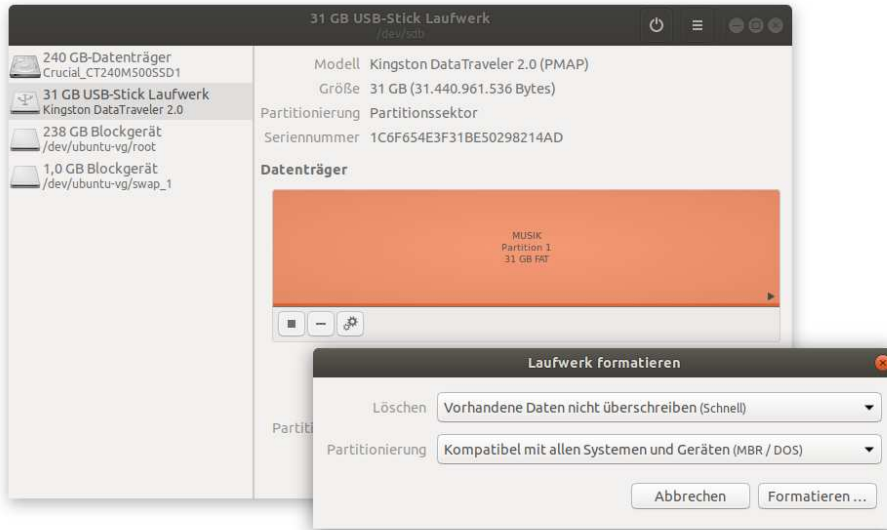 31 GB USB-Stick Laufwerk
/dev/sdb
240 GB-Datenträger
Crucial_CT240M500SSD1
31 GB USB-Stick Laufwerk
Kingston DataTraveler 2.0
238 GB Blockgerät
/dev/ubuntu-vg/root
1,0 GB Blockgerät
/dev/ubuntu-vg/swap_1
Modell Kingston DataTraveler 2.0 (PMAP)
Größe 31 GB (31.440.961.536 Bytes)
Partitionierung Partitionssektor
Seriennummer 1C6F654E3F31BE50298214AD
Datenträger
MUSIK
Partition 1
31 GB FAT
Partiti
Laufwerk formatieren
Löschen Vorhandene Daten nicht überschreiben (Schnell)
Partitionierung Kompatibel mit allen Systemen und Geräten (MBR / DOS)
Abbrechen Formatieren ...